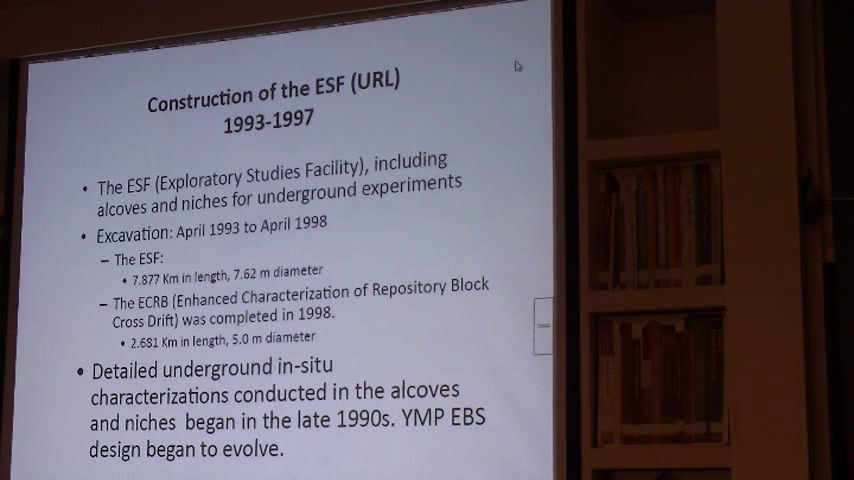 Construction of the ESF (URL)
1993-1997
• The ESF (Exploratory Studies Facility), including
alcoves and niches for underground experiments
• Excavation: April 1993 to April 1998
– The ESF:
• 7.877 Km in length, 7.62 m diameter
– The ECRB (Enhanced Characterization of Repository Block
Cross Drift) was completed in 1998.
• 2.681 Km in length, 5.0 m diameter
• Detailed underground in-situ
characterizations conducted in the alcoves
and niches began in the late 1990s. YMP EBS
design began to evolve.